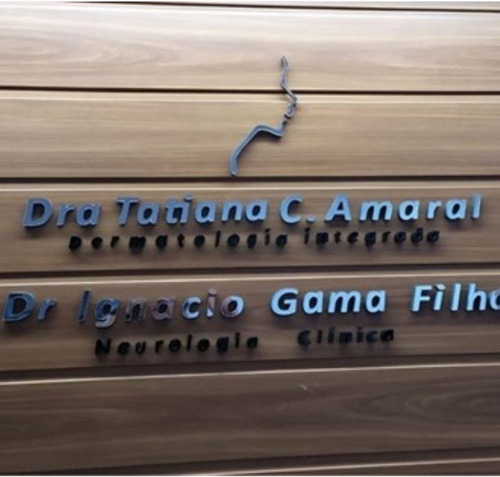 Dra Tatiana C. Amaral
Dermatologia integrada
Dr Ignacio Gama Filho
Neurologia Clínica